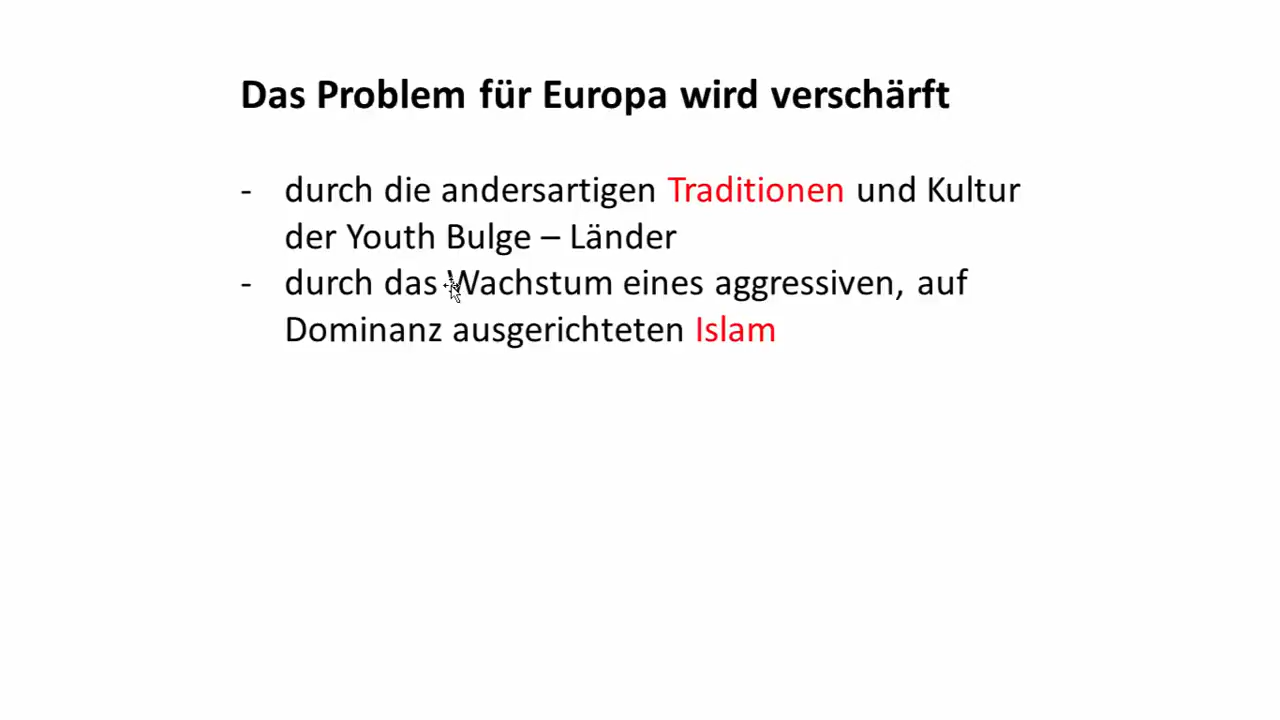 Das Problem für Europa wird verschärft
- durch die andersartigen Traditionen und Kultur
der Youth Bulge – Länder
- durch das Wachstum eines aggressiven, auf
Dominanz ausgerichteten Islam